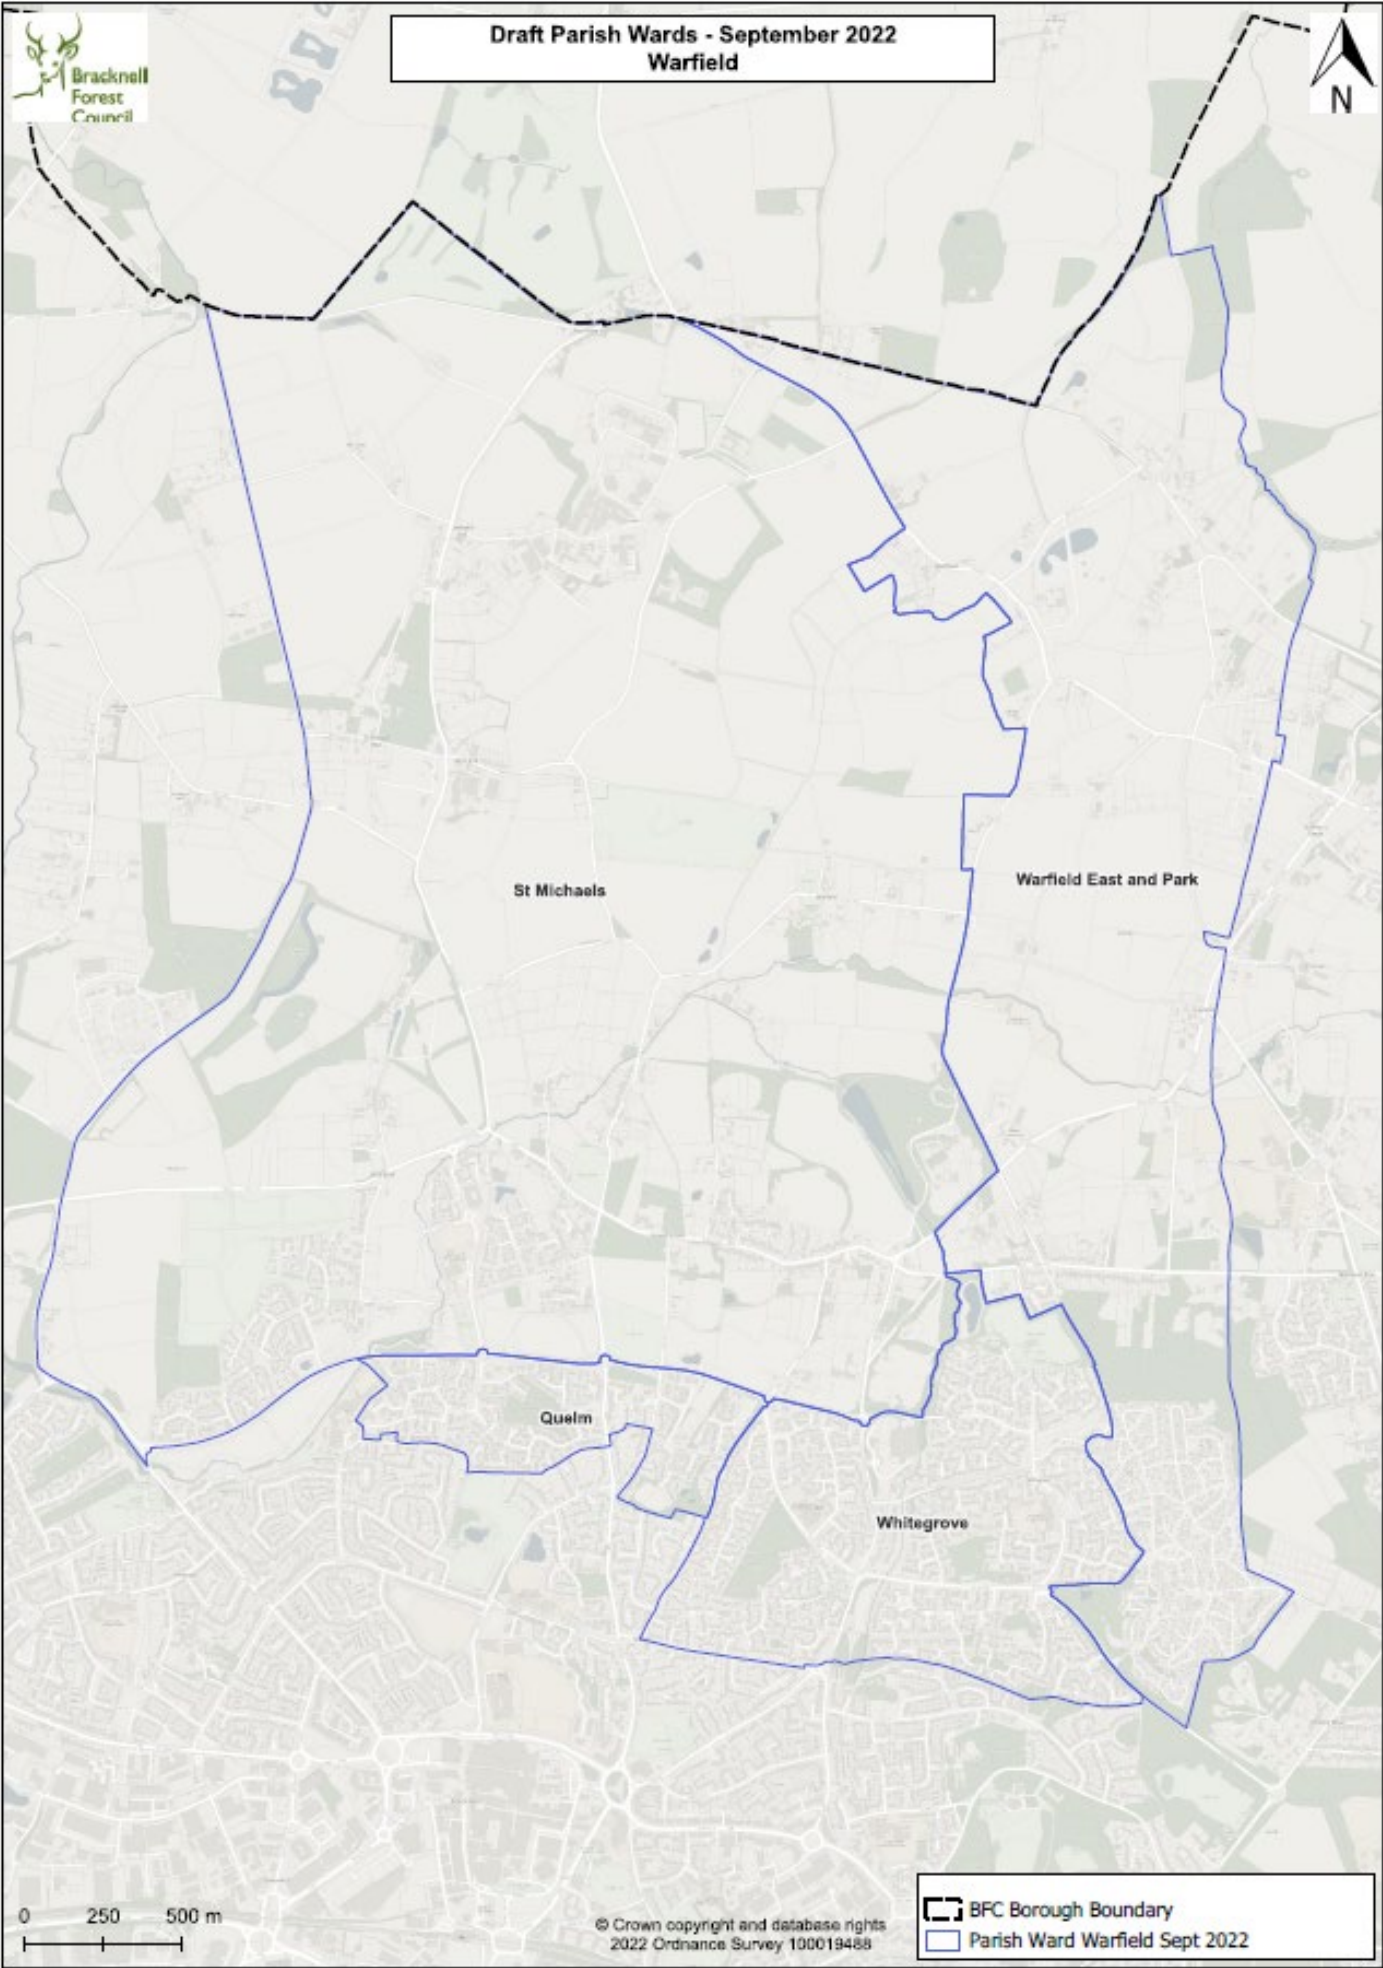 Draft Parish Wards - September 2022
Warfield
Bracknell
Forest
Council
N
St Michaels
Warfield East and Park
Quelm
Whitegrove
0 250 500 m
© Crown copyright and database rights
2022 Ordnance Survey 100019488
BFC Borough Boundary
Parish Ward Warfield Sept 2022